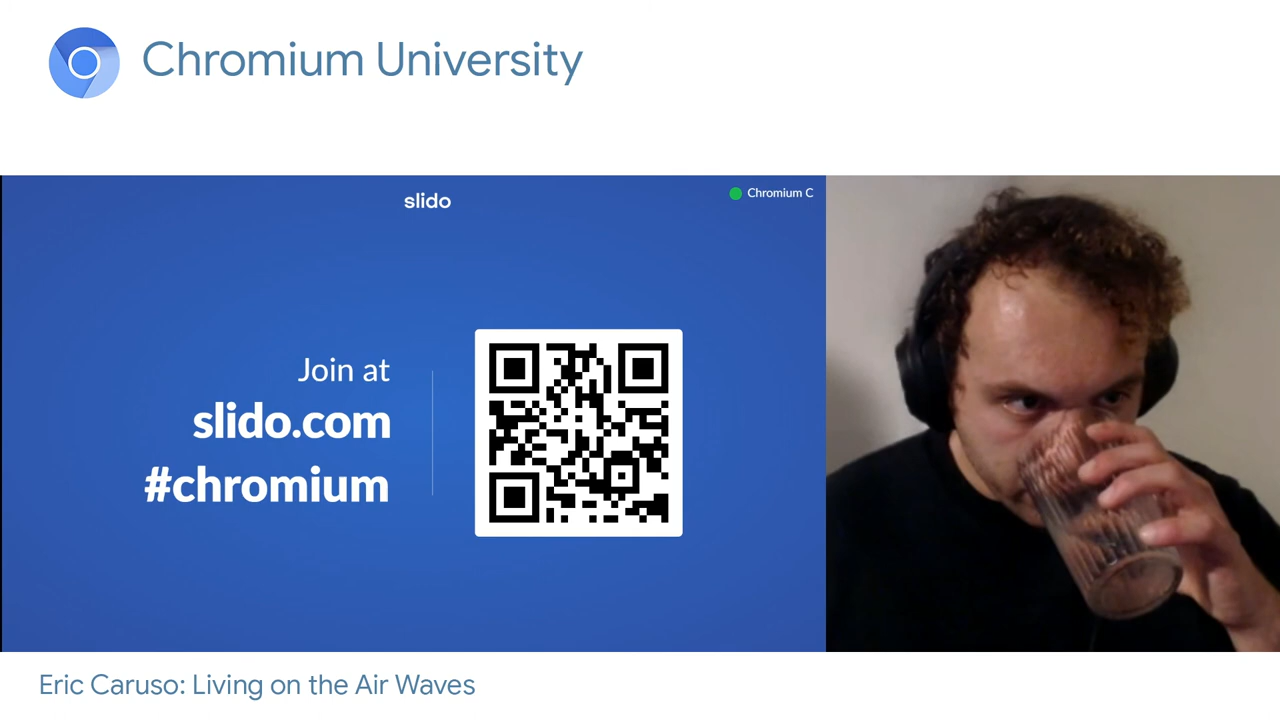 Chromium University
slido
Chromium C
Join at
slido.com
#chromium
Eric Caruso: Living on the Air Waves